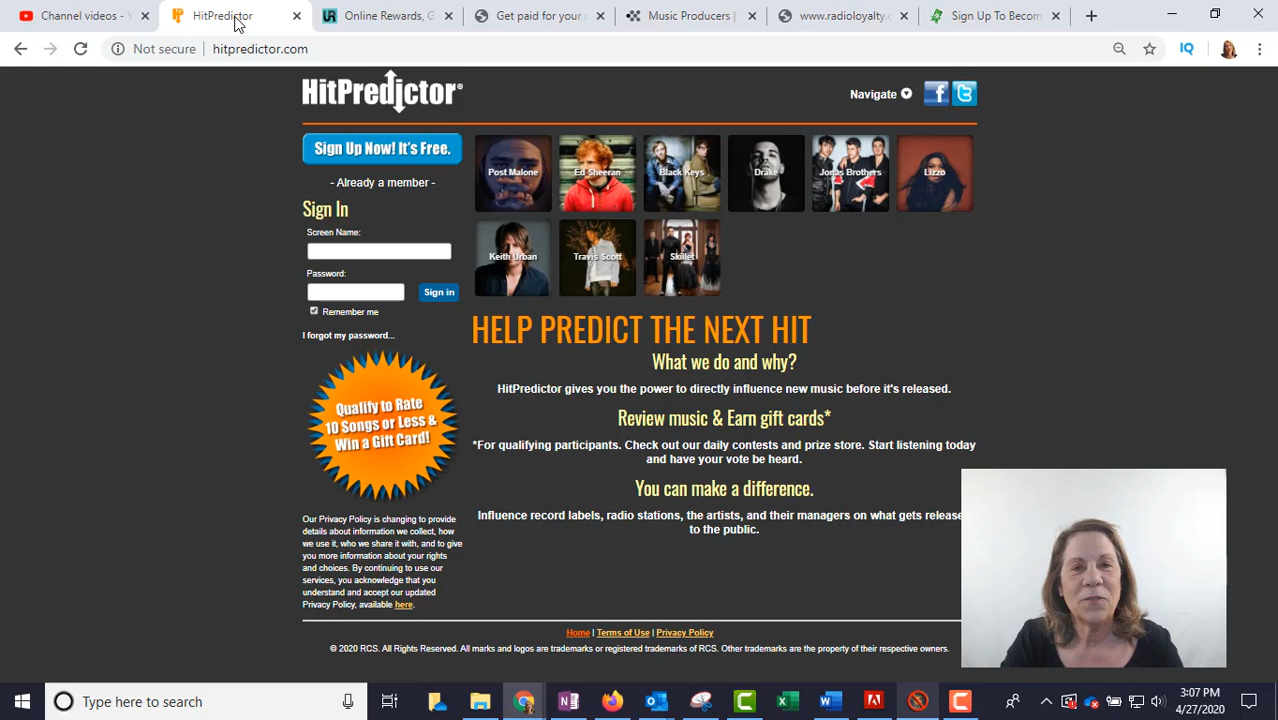 Channel videos - Y
HitPredictor
Online Rewards, G
Get paid for your o
Music Producers |
www.radioloyalty.c
Sign Up To Becom
Not secure | hitpredictor.com
IQ
HitPredictor®
Navigate
Sign Up Now! It's Free.
- Already a member -
Sign In
Screen Name:
Password:
Sign in
Remember me
I forgot my password...
Post Malone
Ed Sheeran
Black Keys
Drake
Jonas Brothers
Lizzo
Keith Urban
Travis Scott
Skillet
Qualify to Rate
10 Songs or Less &
Win a Gift Card!
HELP PREDICT THE NEXT HIT
What we do and why?
HitPredictor gives you the power to directly influence new music before it's released.
Review music & Earn gift cards*
*For qualifying participants. Check out our daily contests and prize store. Start listening today
and have your vote be heard.
You can make a difference.
Influence record labels, radio stations, the artists, and their managers on what gets release
to the public.
Our Privacy Policy is changing to provide
details about information we collect, how
we use it, who we share it with, and to give
you more information about your rights
and choices. By continuing to use our
services, you acknowledge that you
understand and accept our updated
Privacy Policy, available here.
Home | Terms of Use | Privacy Policy
© 2020 RCS. All Rights Reserved. All marks and logos are trademarks or registered trademarks of RCS. Other trademarks are the property of their respective owners.
Type here to search
3:07 PM
4/27/2020